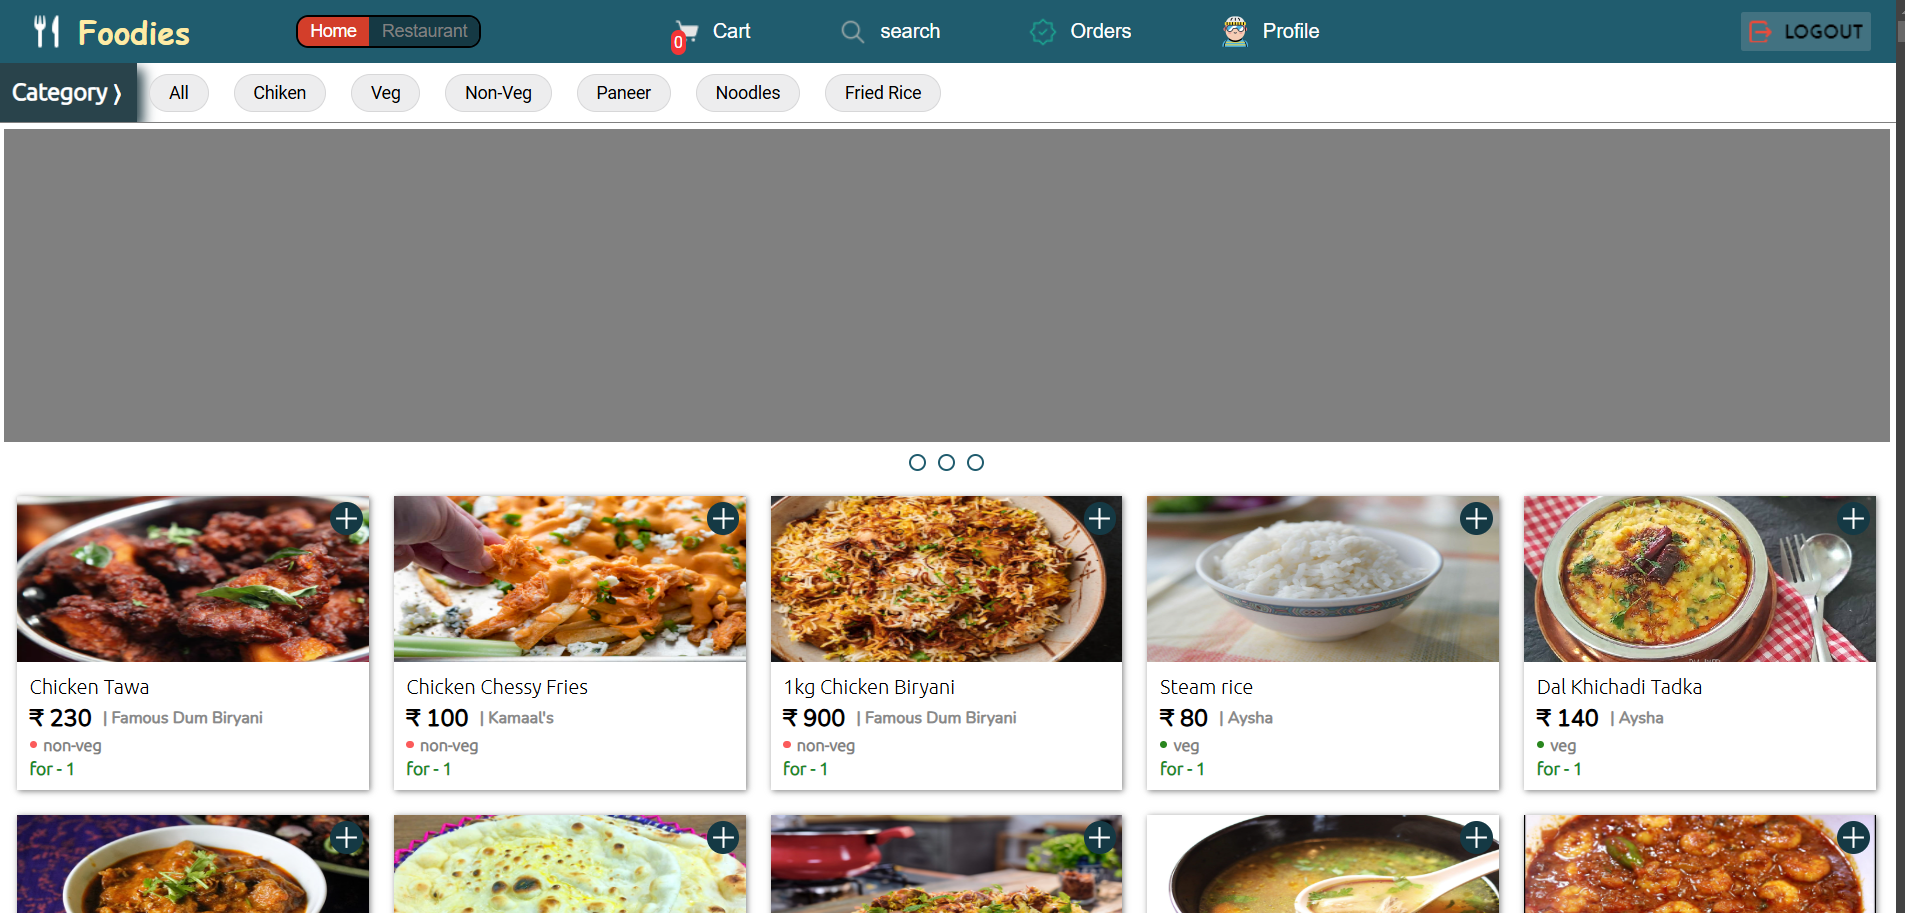 Foodies
Home Restaurant
0 Cart
search
Orders
Profile
LOGOUT
Category ❭
All
Chiken
Veg
Non-Veg
Paneer
Noodles
Fried Rice
Chicken Tawa
₹ 230 | Famous Dum Biryani
• non-veg
for - 1
Chicken Chessy Fries
₹ 100 | Kamaal's
• non-veg
for - 1
1kg Chicken Biryani
₹ 900 | Famous Dum Biryani
• non-veg
for - 1
Steam rice
₹ 80 | Aysha
• veg
for - 1
Dal Khichadi Tadka
₹ 140 | Aysha
• veg
for - 1